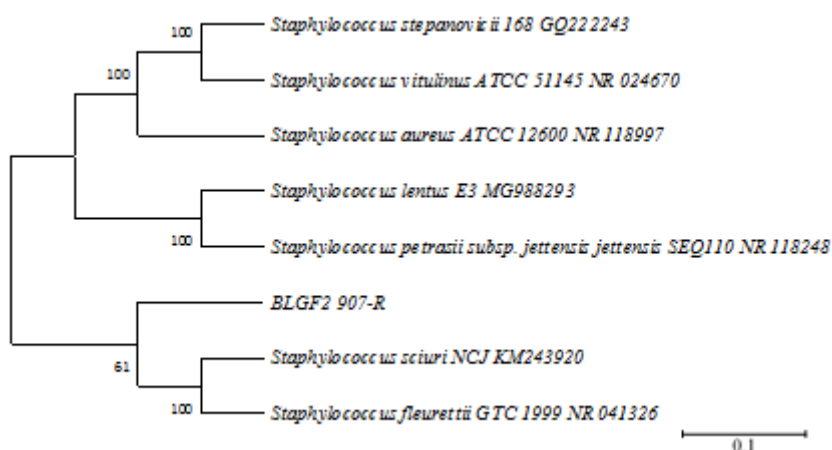 100
Staphylococcus stepanovicii 168 GQ222243
100
Staphylococcus vitulinus ATCC 51145 NR 024670
Staphylococcus aureus ATCC 12600 NR 118997
Staphylococcus lentus E3 MG988293
100
Staphylococcus petrasii subsp. jettensis jettensis SEQ110 NR 118248
BLGF2 907-R
61
Staphylococcus sciuri NCJ KM243920
100
Staphylococcus fleurettii GTC 1999 NR 041326
0.1